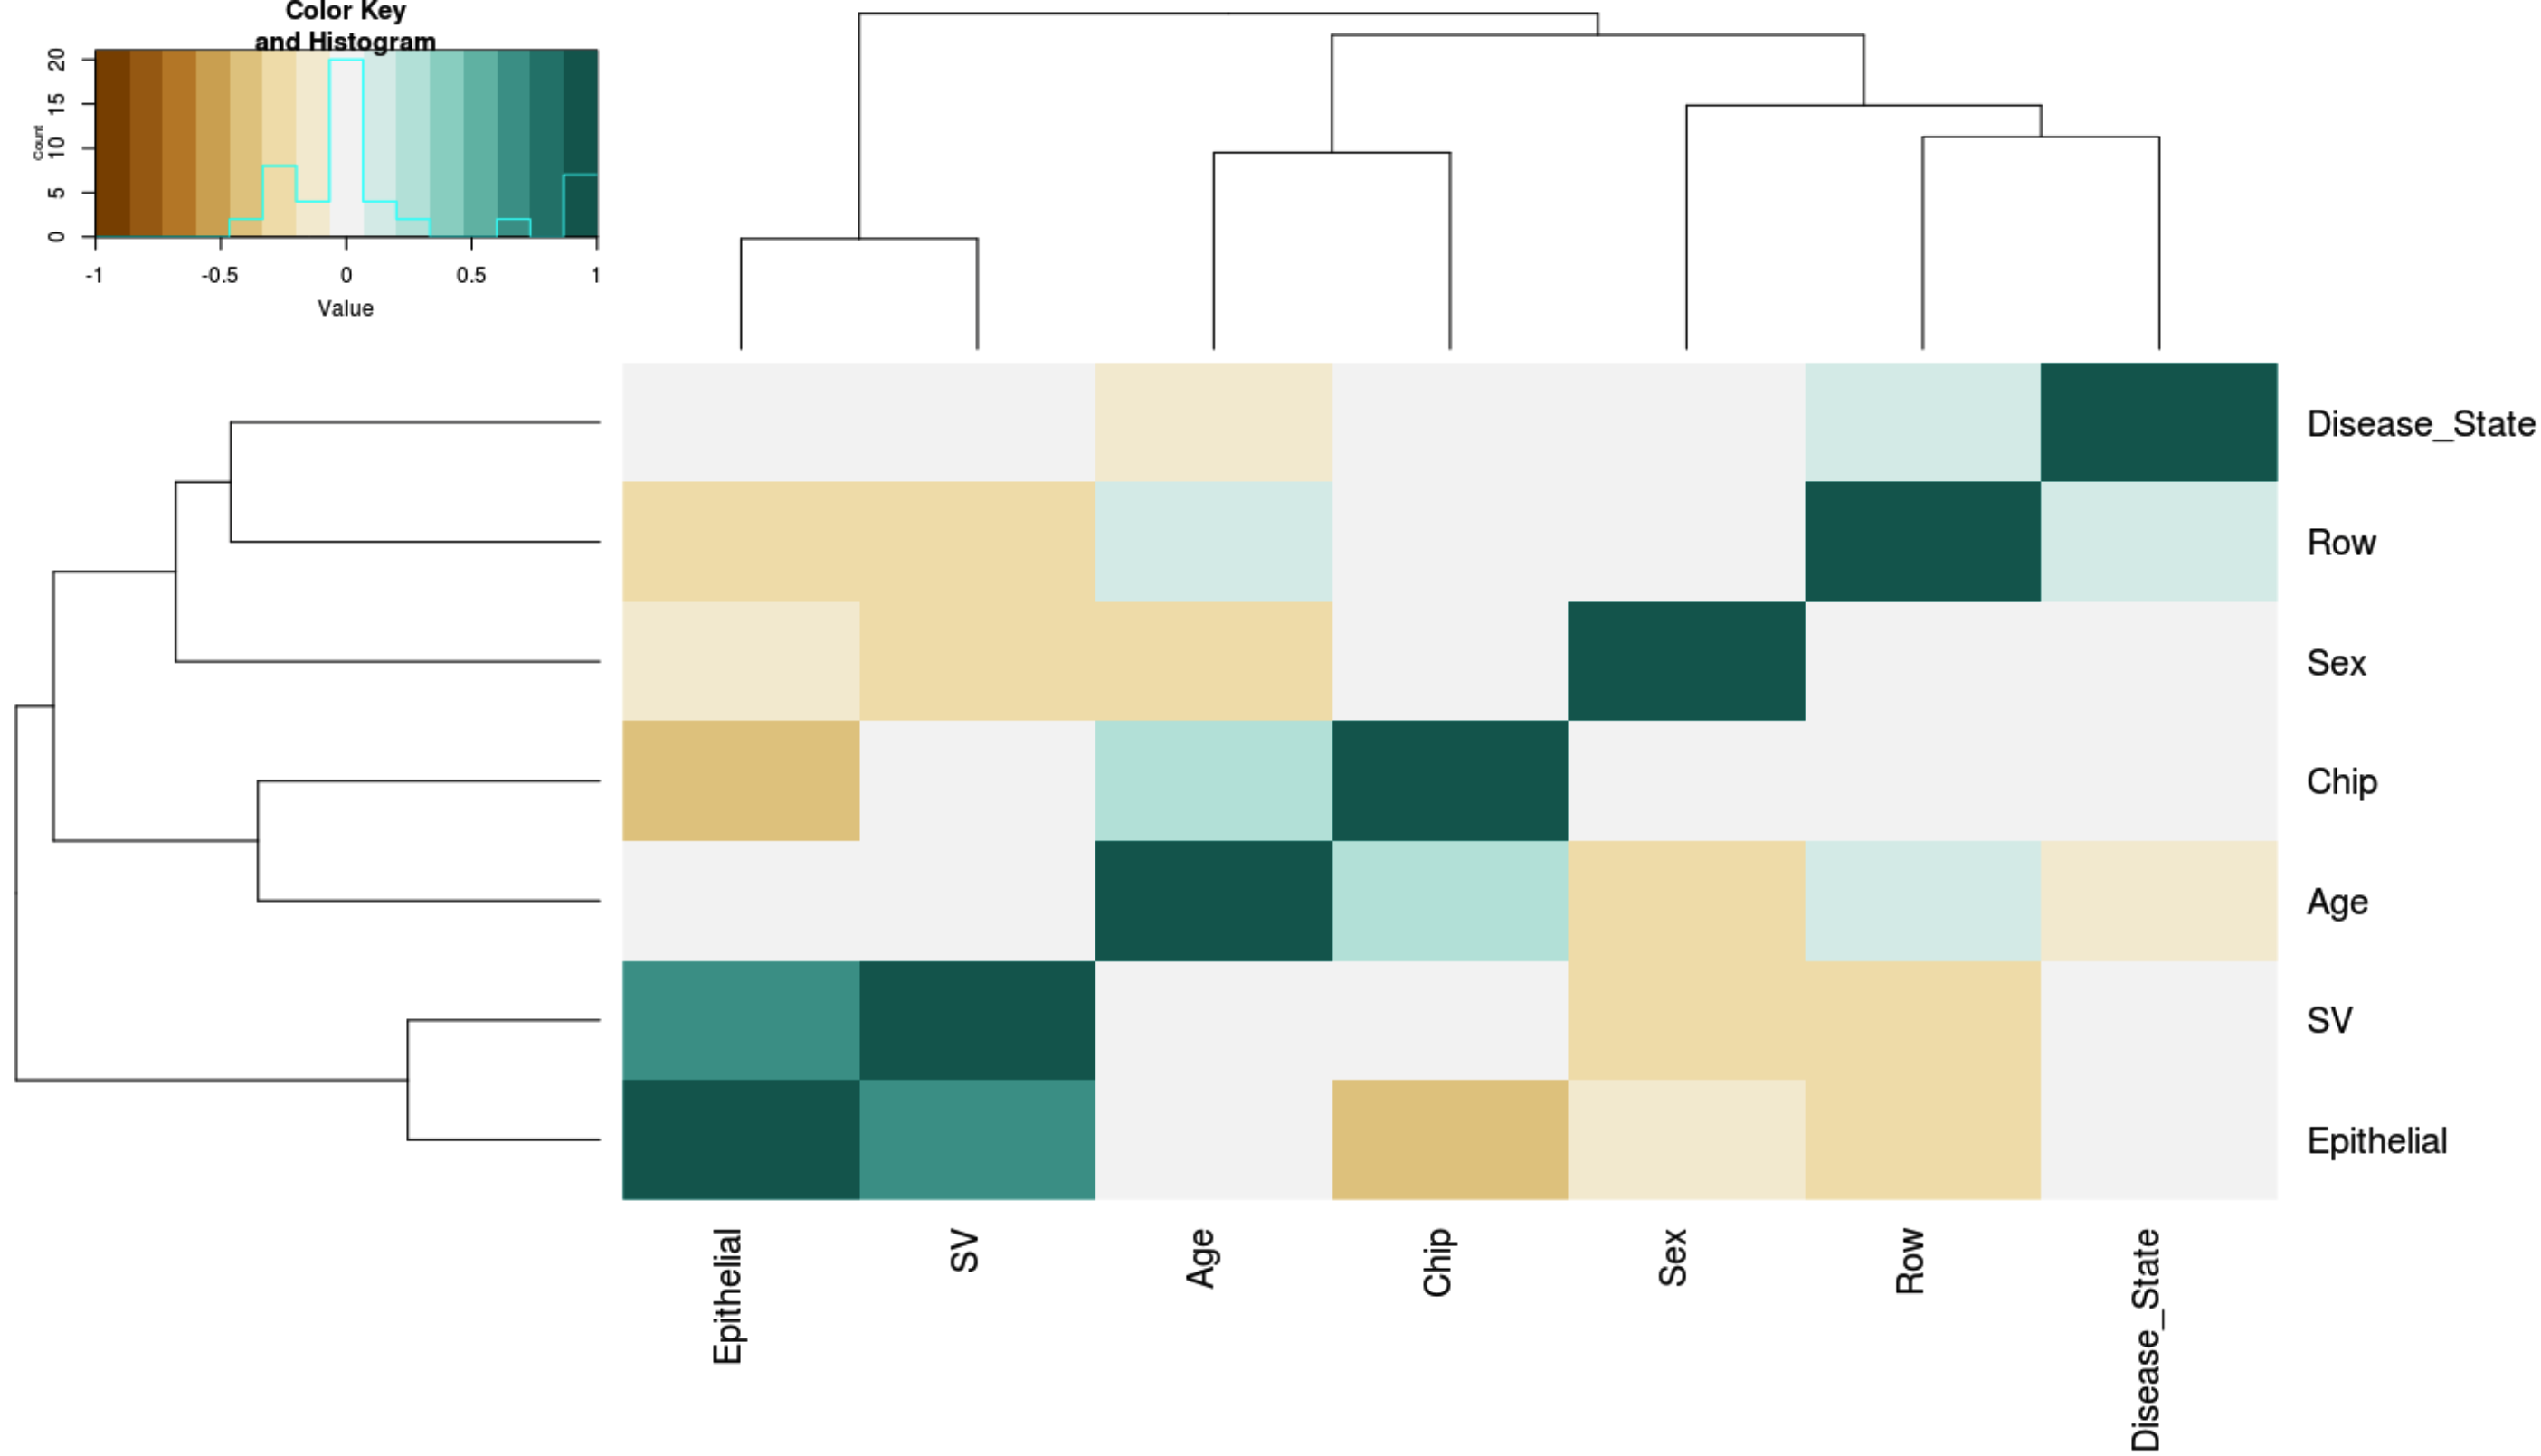 Color Key
and Histogram
Count
20
15
10
5
0
-1 -0.5 0 0.5 1
Value
Disease_State
Row
Sex
Chip
Age
SV
Epithelial
Epithelial
SV
Age
Chip
Sex
Row
Disease_State